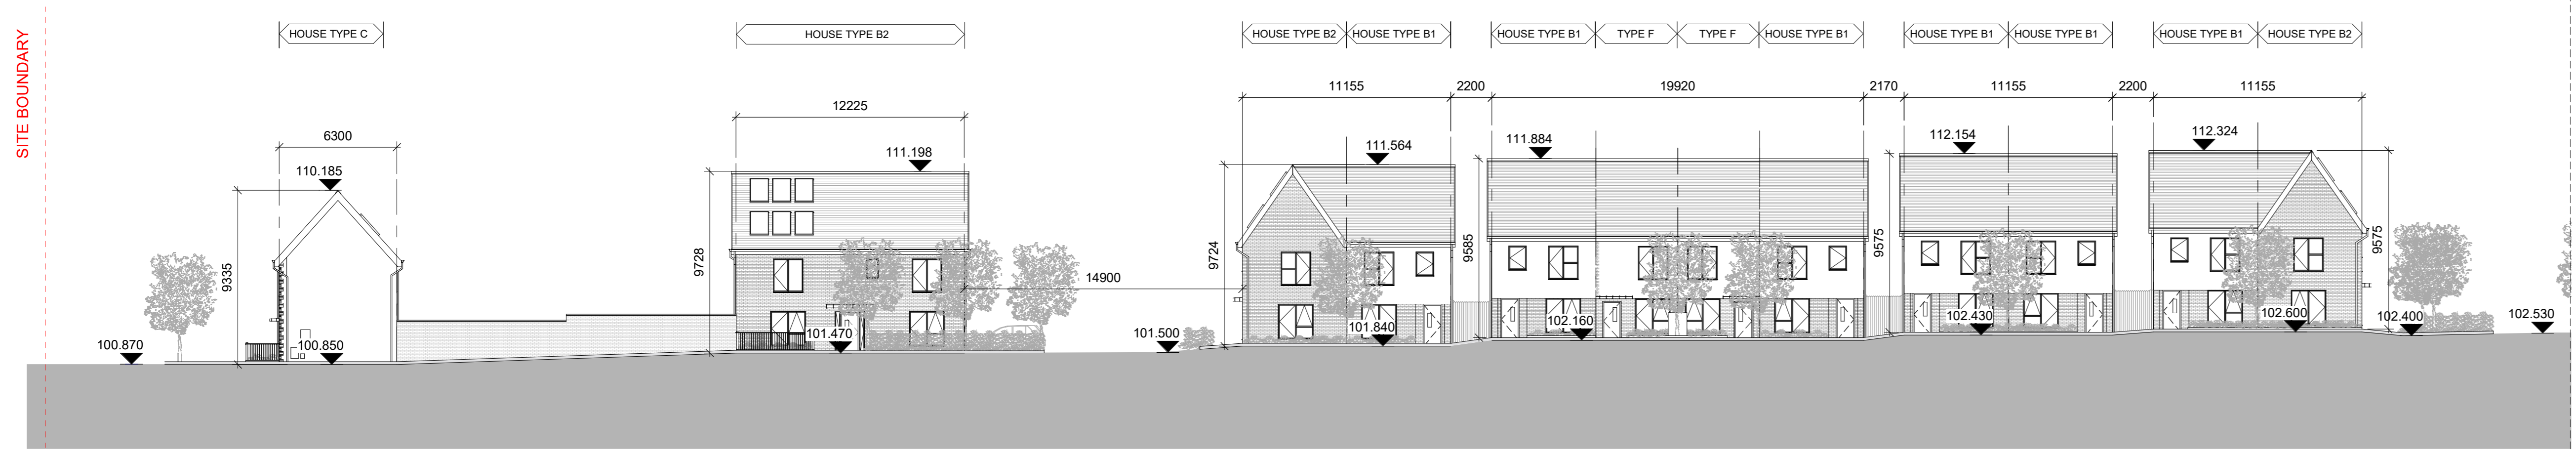 SITE BOUNDARY
HOUSE TYPE C
HOUSE TYPE B2
HOUSE TYPE B2
HOUSE TYPE B1
HOUSE TYPE B1
TYPE F
TYPE F
HOUSE TYPE B1
HOUSE TYPE B1
HOUSE TYPE B1
HOUSE TYPE B1
HOUSE TYPE B2
11155
2200
19920
2170
11155
2200
11155
12225
6300
110.185
111.198
111.564
111.884
112.154
112.324
9335
9728
14900
9724
9585
9575
9575
100.870
100.850
101.470
101.500
101.840
102.160
102.430
102.600
102.400
102.530